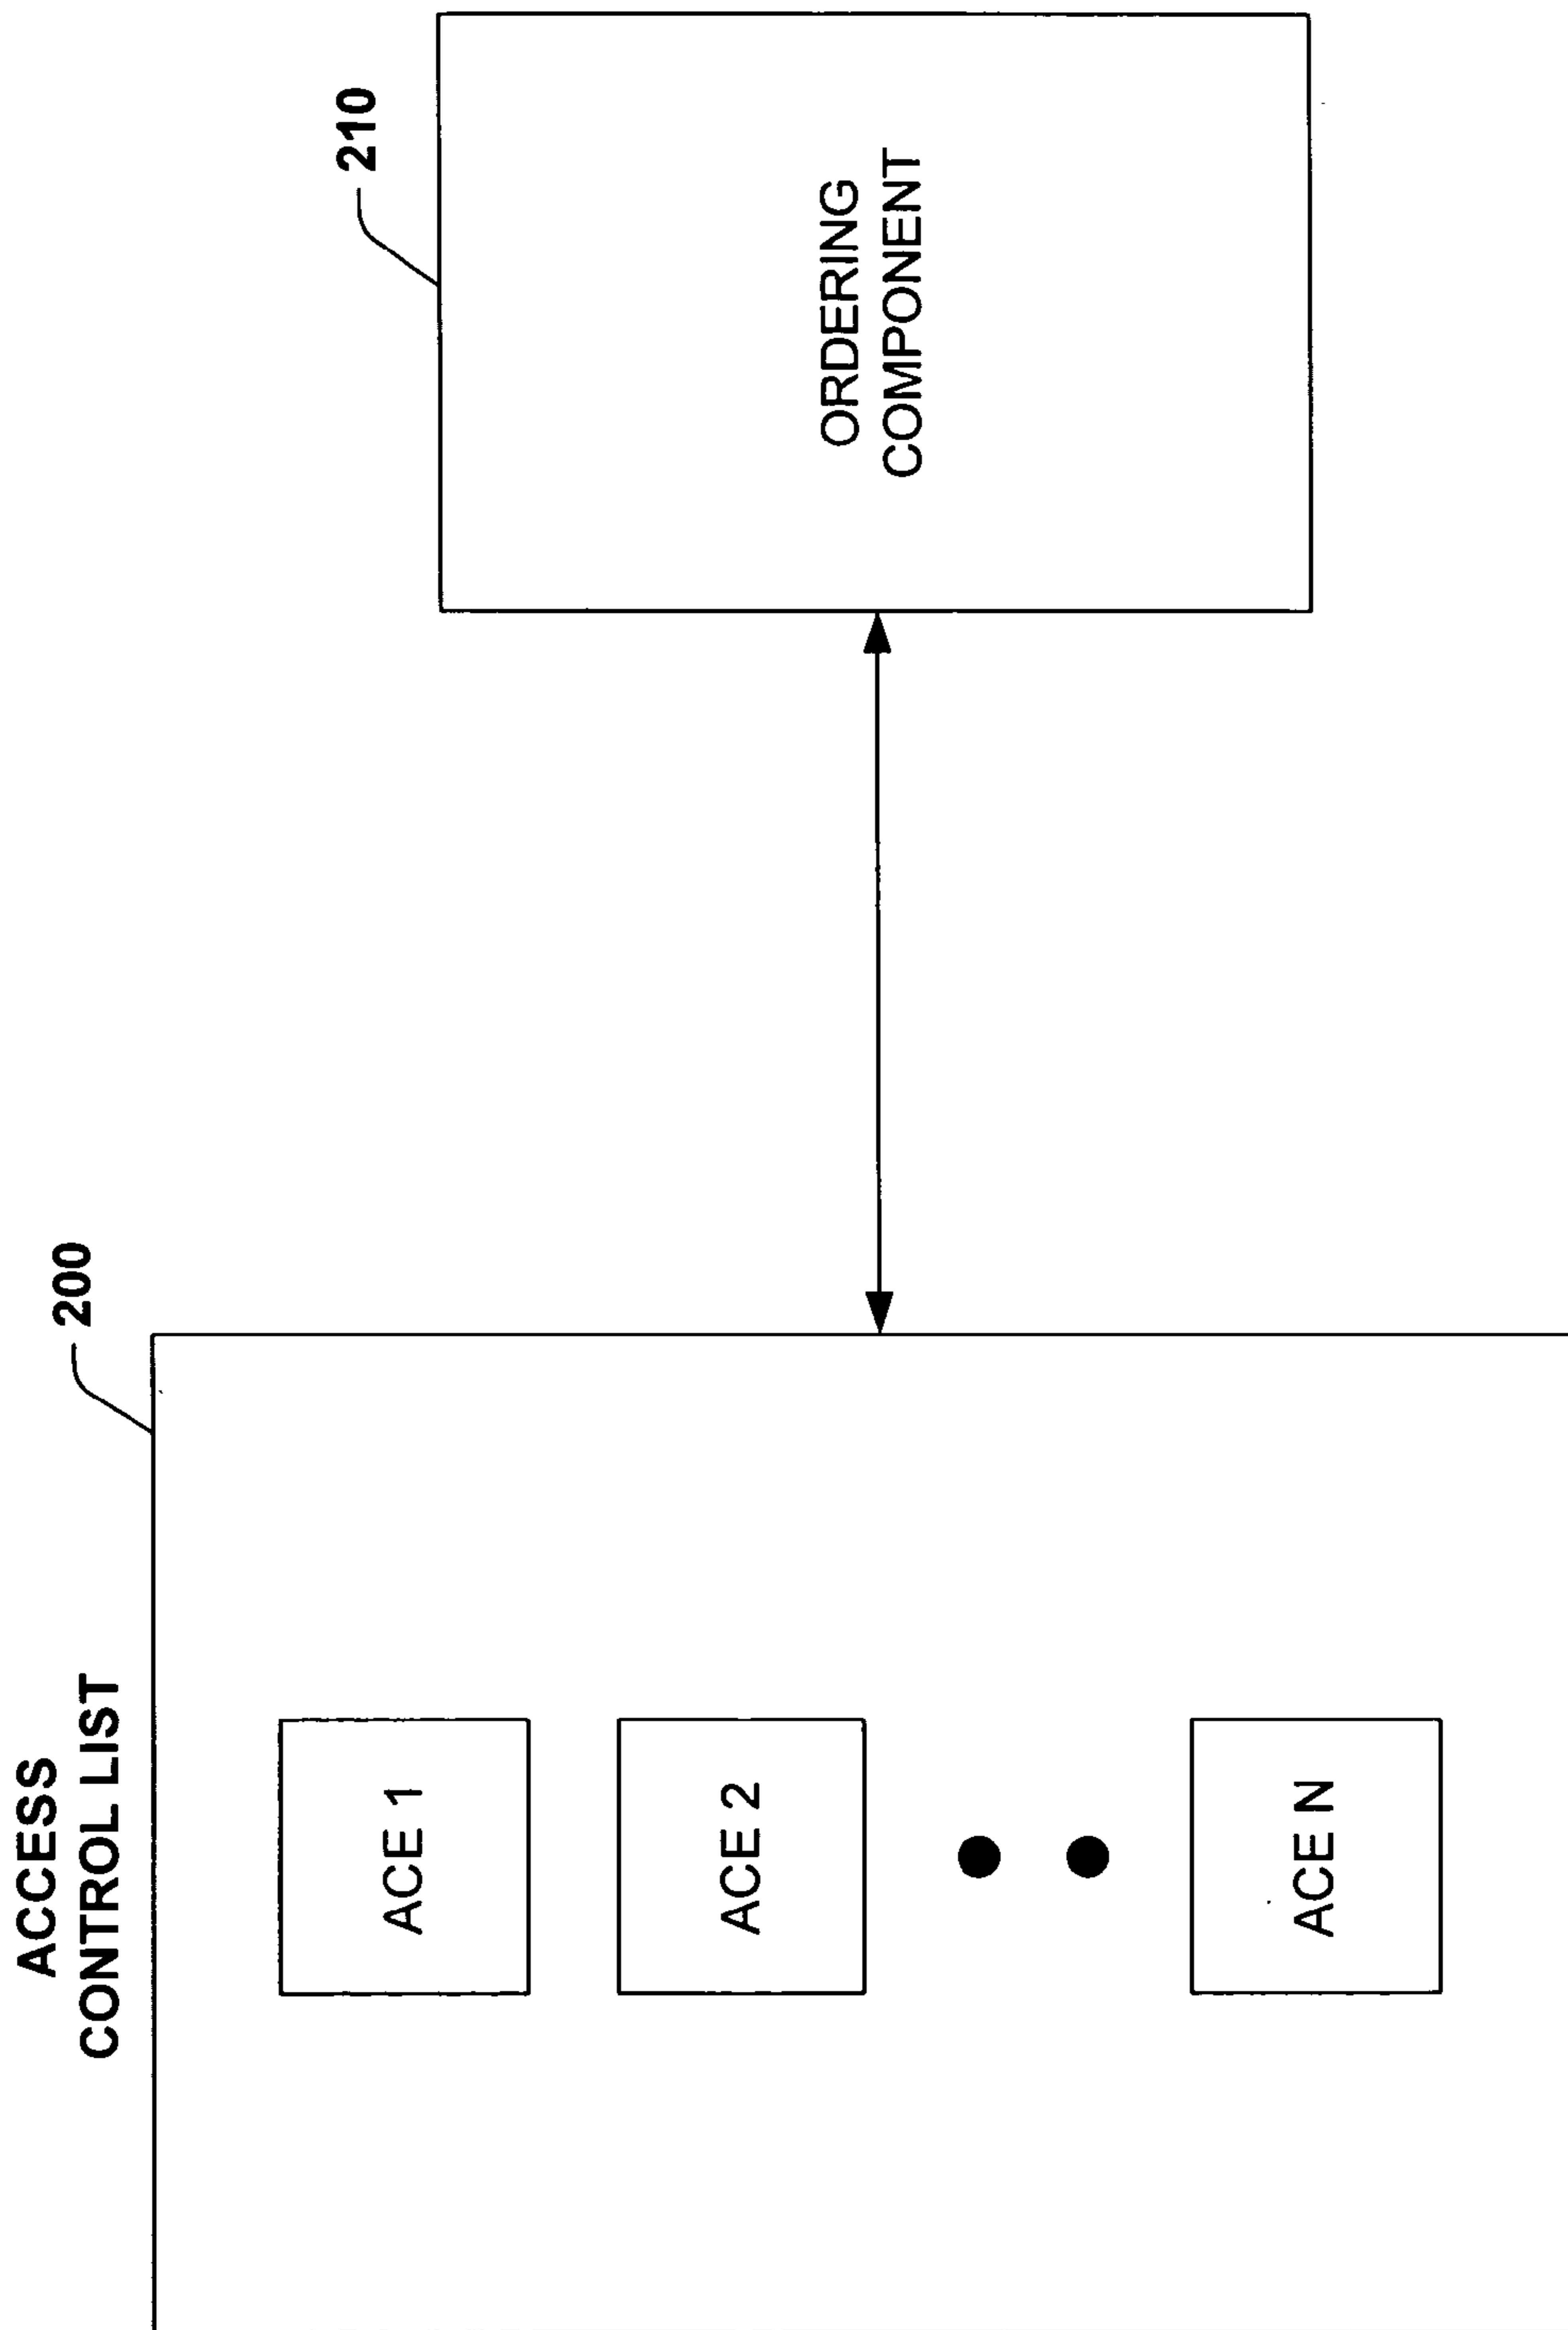 ACCESS
CONTROL LIST
200
ACE 1
ACE 2
ACE N
210
ORDERING
COMPONENT